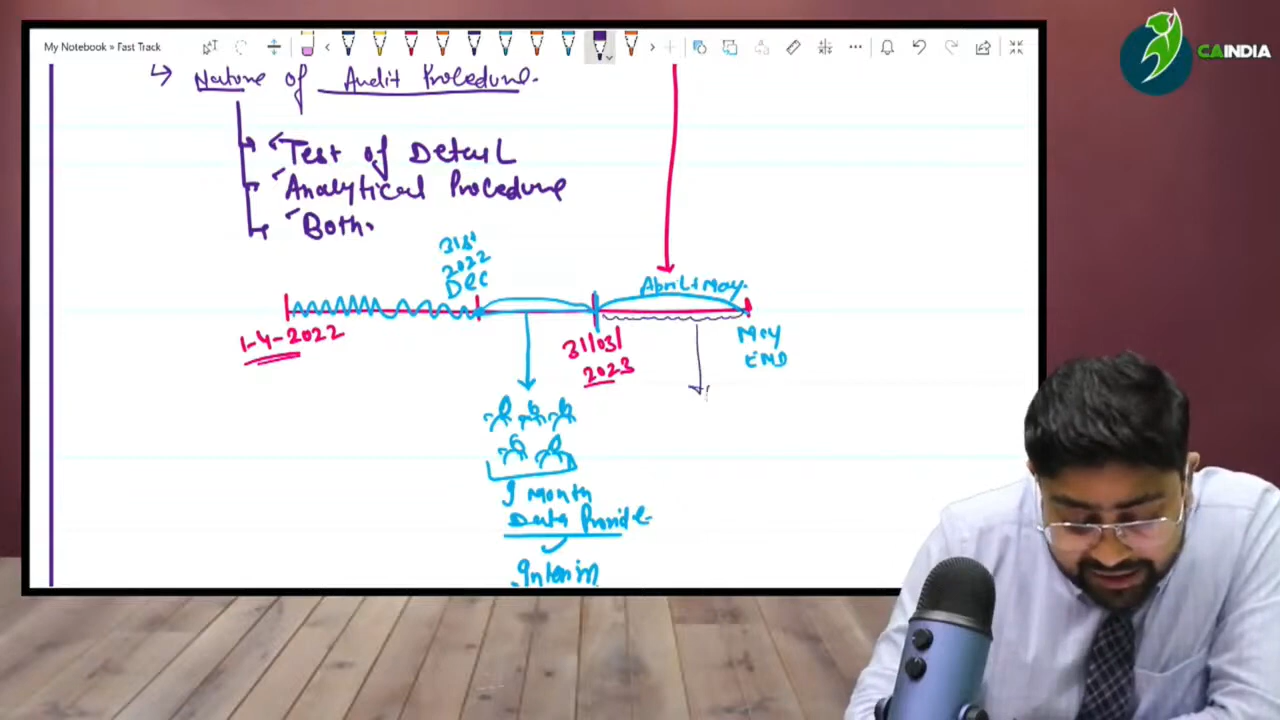 My Notebook » Fast Track
CAINDIA
↳ Nature of Audit Procedure.
Test of Detail
Analytical Procedure
Both.
31st
2022
Dec
April + May.
1-4-2022
31/03/
2023
May
END
9 Month
Data Provide
Interim